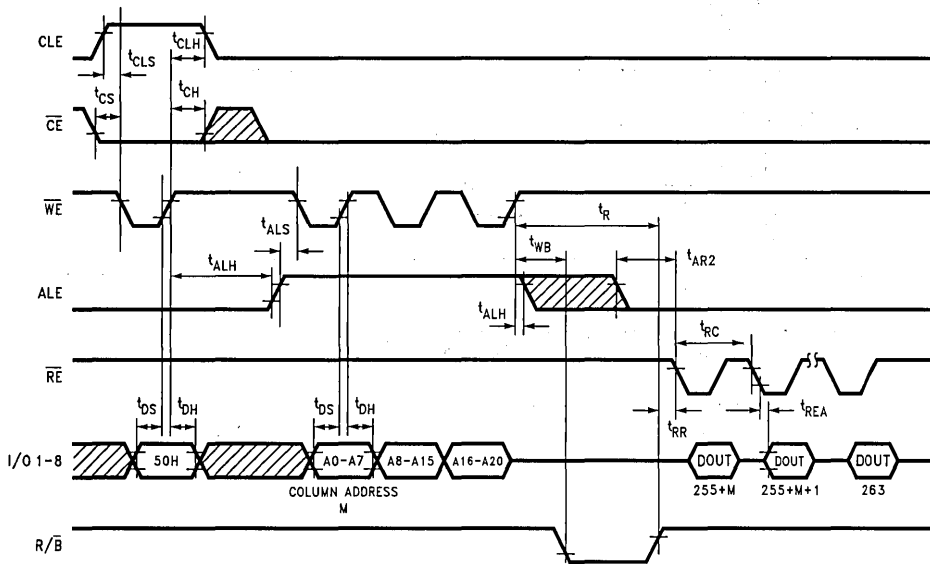 CLE
tCLS
tCLH
tCS
tCH
CE
WE
tALS
tR
tWB
tALH
tAR2
ALE
tALH
tRC
RE
tREA
tRR
tDS
tDH
tDS
tDH
I/O 1-8
50H
A0-A7
A8-A15
A16-A20
DOUT
DOUT
DOUT
COLUMN ADDRESS
M
255+M
255+M+1
263
R/B